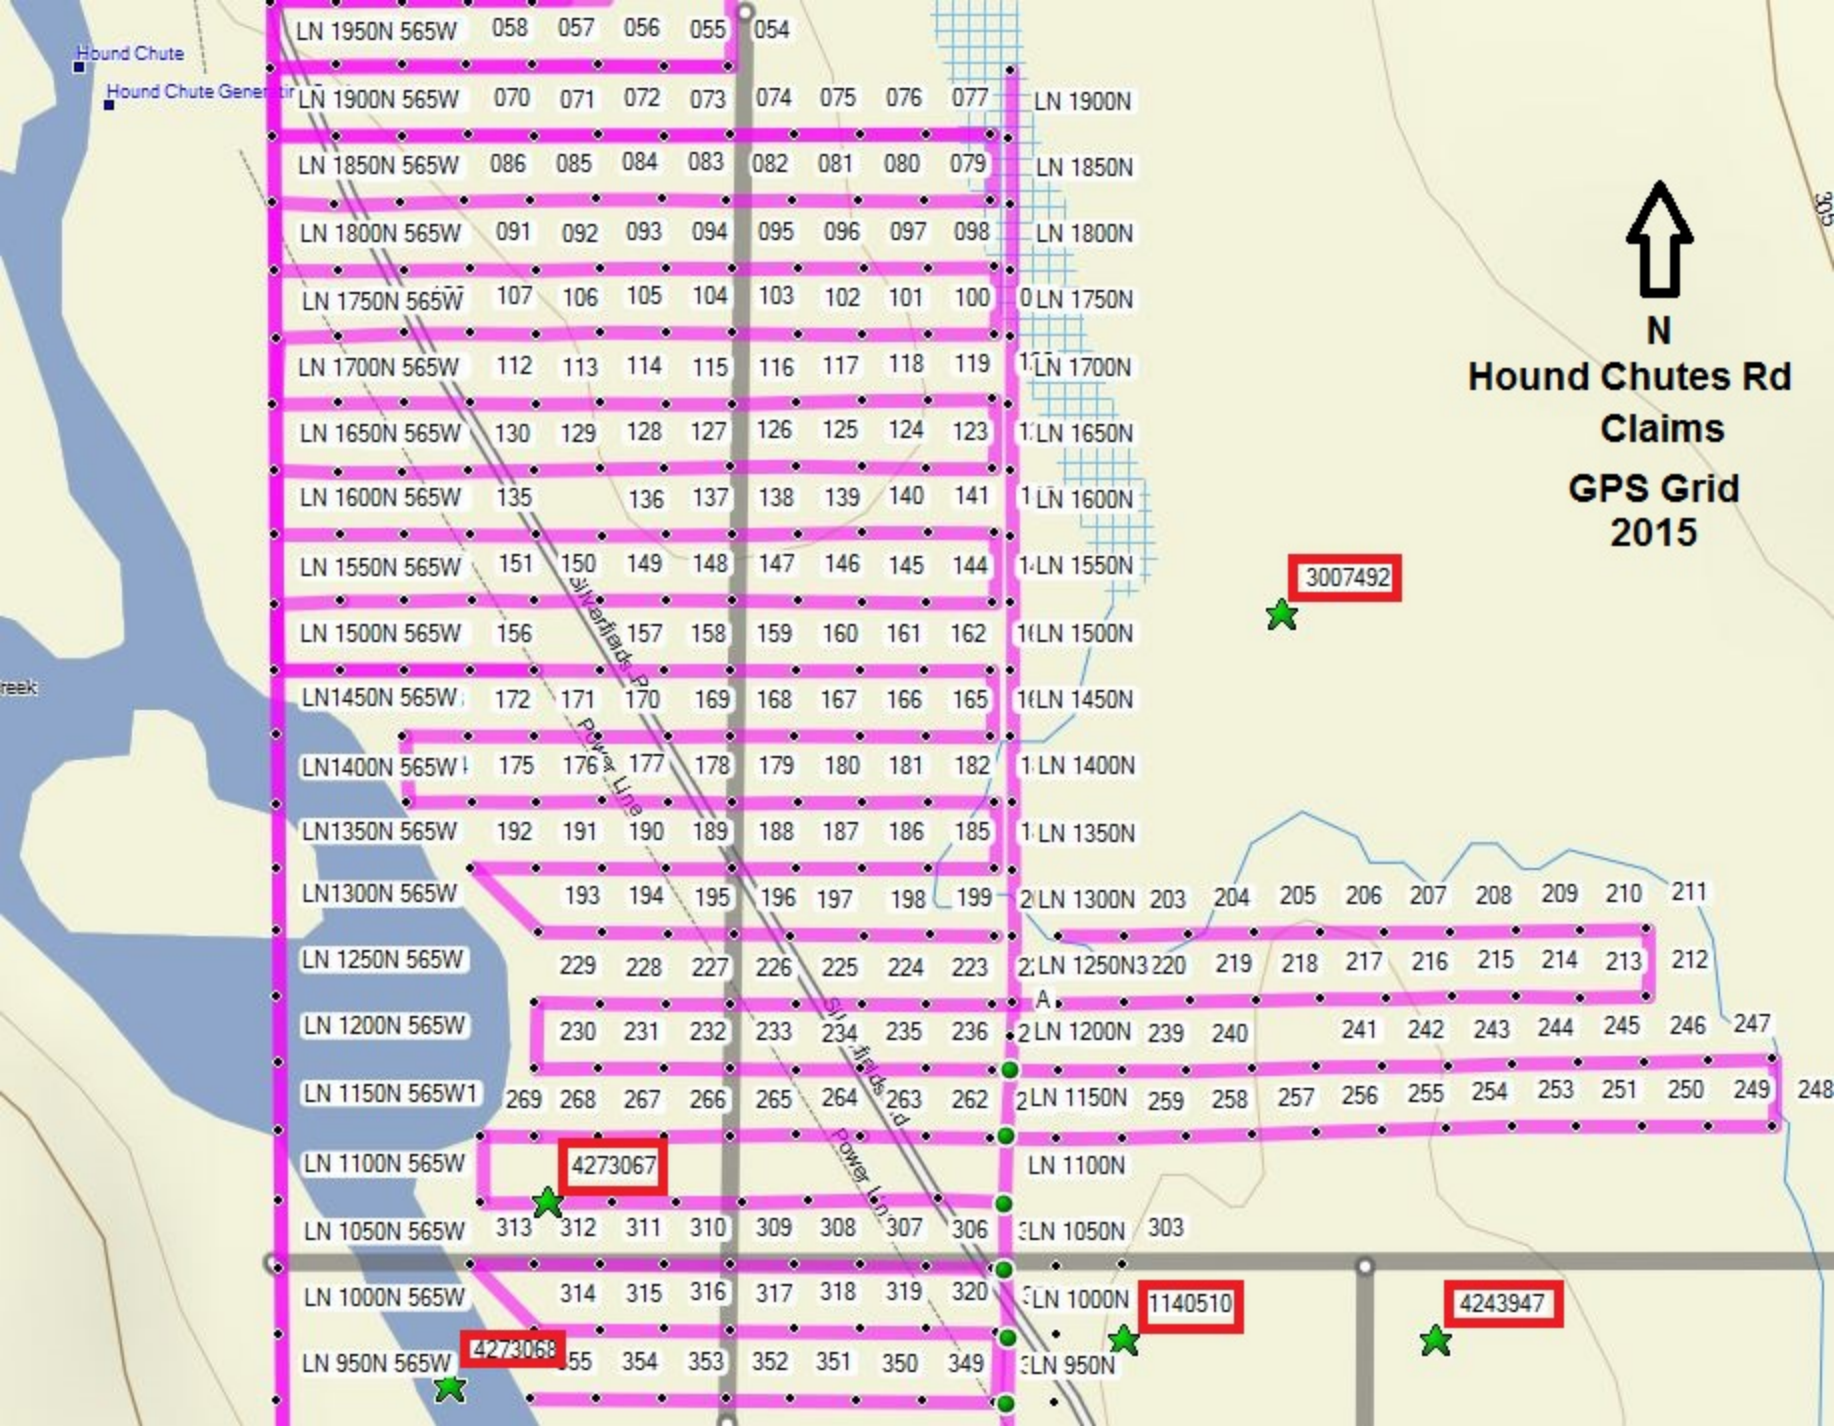 LN 1950N 565W 058 057 056 055 054
Hound Chute
Hound Chute
LN 1900N 565W 070 071 072 073 074 075 076 077 LN 1900N
LN 1850N 565W 086 085 084 083 082 081 080 079 LN 1850N
305
LN 1800N 565W 091 092 093 094 095 096 097 098 LN 1800N
LN 1750N 565W 107 106 105 104 103 102 101 100 LN 1750N
N
LN 1700N 565W 112 113 114 115 116 117 118 119 LN 1700N
Hound Chutes Rd
Claims
LN 1650N 565W 130 129 128 127 126 125 124 123 LN 1650N
GPS Grid
LN 1600N 565W 135 136 137 138 139 140 141 LN 1600N
2015
LN 1550N 565W 151 150 149 148 147 146 145 144 LN 1550N
3007492
LN 1500N 565W 156 157 158 159 160 161 162 LN 1500N
reek
LN1450N 565W 172 171 170 169 168 167 166 165 LN 1450N
Power Line
LN1400N 565W 175 176 177 178 179 180 181 182 LN 1400N
LN1350N 565W 192 191 190 189 188 187 186 185 LN 1350N
LN1300N 565W 193 194 195 196 197 198 199 LN 1300N 203 204 205 206 207 208 209 210 211
LN 1250N 565W 229 228 227 226 225 224 223 LN 1250N3 220 219 218 217 216 215 214 213 212
A
LN 1200N 565W 230 231 232 233 234 235 236 LN 1200N 239 240 241 242 243 244 245 246 247
LN 1150N 565W1 269 268 267 266 265 264 263 262 LN 1150N 259 258 257 256 255 254 253 251 250 249 248
Power
LN 1100N 565W 4273067 LN 1100N
LN 1050N 565W 313 312 311 310 309 308 307 306 LN 1050N 303
LN 1000N 565W 314 315 316 317 318 319 320 LN 1000N 1140510 4243947
4273068
LN 950N 565W 354 353 352 351 350 349 LN 950N